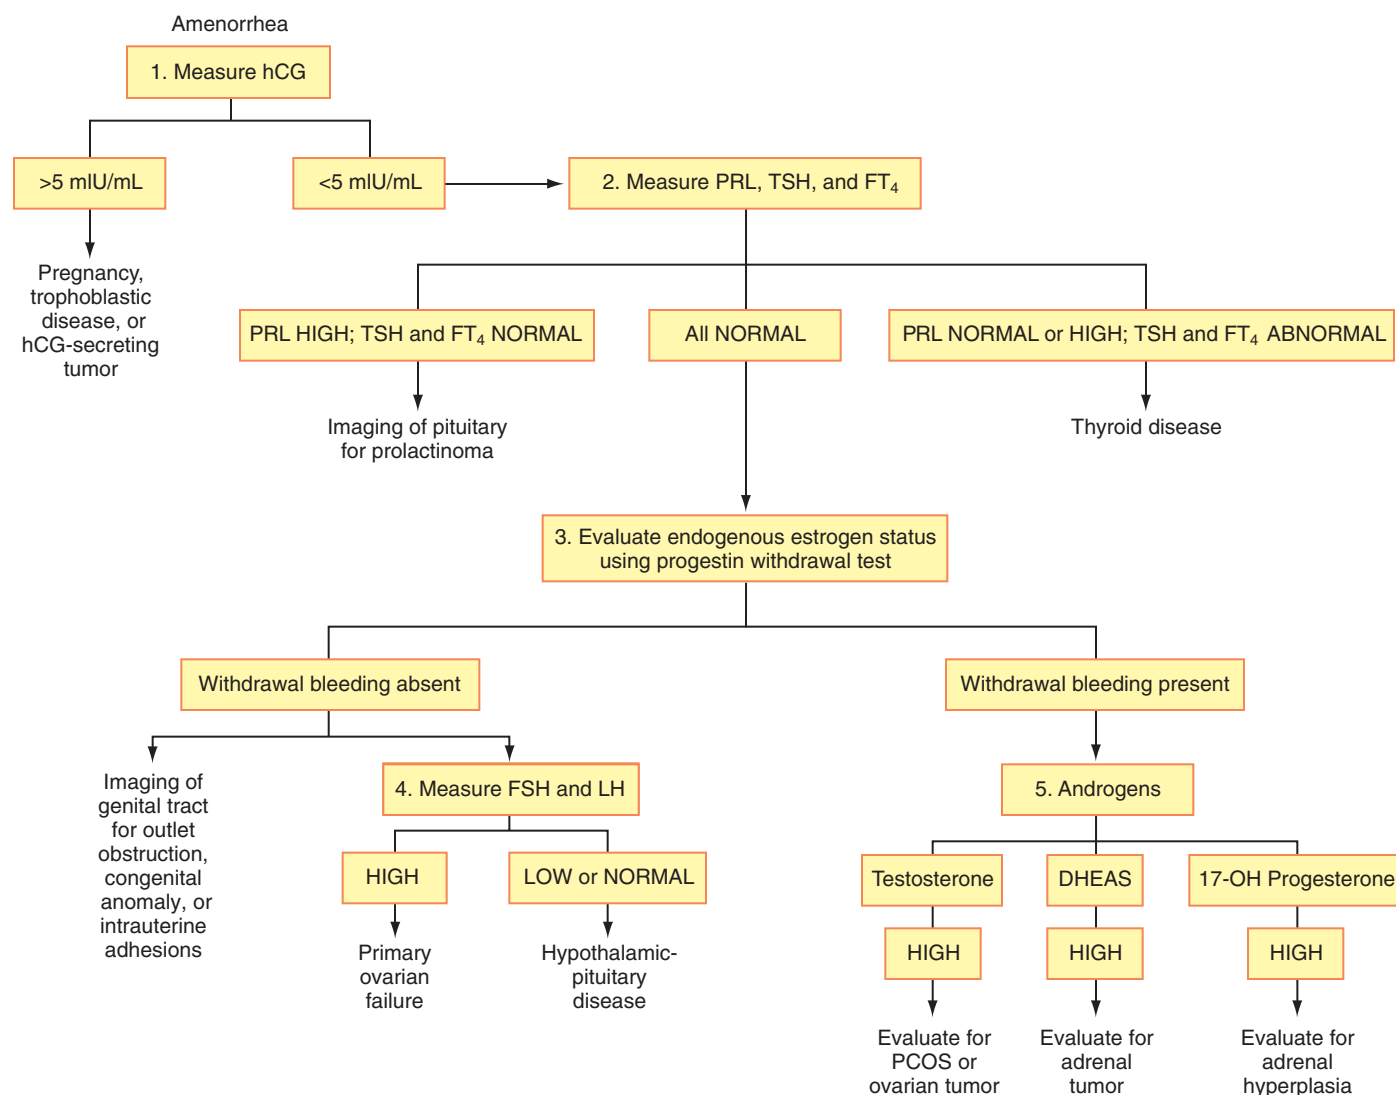 Amenorrhea
1. Measure hCG
>5 mIU/mL
<5 mIU/mL
2. Measure PRL, TSH, and FT₄
Pregnancy,
trophoblastic
disease, or
hCG-secreting
tumor
PRL HIGH; TSH and FT₄ NORMAL
All NORMAL
PRL NORMAL or HIGH; TSH and FT₄ ABNORMAL
Imaging of pituitary
for prolactinoma
Thyroid disease
3. Evaluate endogenous estrogen status
using progestin withdrawal test
Withdrawal bleeding absent
Withdrawal bleeding present
Imaging of
genital tract
for outlet
obstruction,
congenital
anomaly, or
intrauterine
adhesions
4. Measure FSH and LH
5. Androgens
HIGH
LOW or NORMAL
Testosterone
DHEAS
17-OH Progesterone
Primary
ovarian
failure
Hypothalamic-
pituitary
disease
HIGH
HIGH
HIGH
Evaluate for
PCOS or
ovarian tumor
Evaluate for
adrenal
tumor
Evaluate for
adrenal
hyperplasia